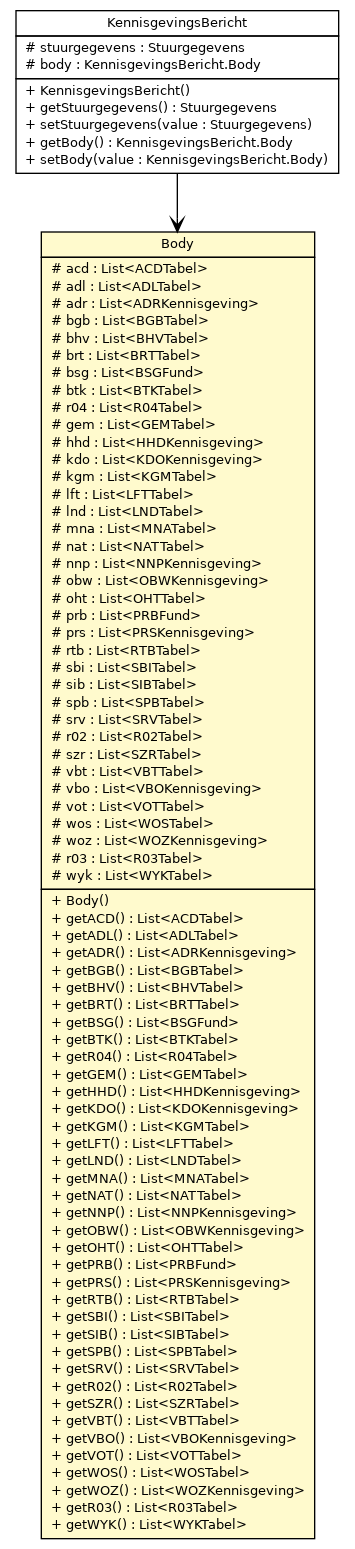 KennisgevingsBericht
# stuurgegevens : Stuurgegevens
# body : KennisgevingsBericht.Body
+ KennisgevingsBericht()
+ getStuurgegevens() : Stuurgegevens
+ setStuurgegevens(value : Stuurgegevens)
+ getBody() : KennisgevingsBericht.Body
+ setBody(value : KennisgevingsBericht.Body)
Body
# acd : List<ACDTabel>
# adl : List<ADLTabel>
# adr : List<ADRKennisgeving>
# bgb : List<BGBTabel>
# bhv : List<BHVTabel>
# brt : List<BRTTabel>
# bsg : List<BSGFund>
# btk : List<BTKTabel>
# r04 : List<R04Tabel>
# gem : List<GEMTabel>
# hhd : List<HHDKennisgeving>
# kdo : List<KDOKennisgeving>
# kgm : List<KGMTabel>
# lft : List<LFTTabel>
# lnd : List<LNDTabel>
# mna : List<MNATabel>
# nat : List<NATTabel>
# nnp : List<NNPKennisgeving>
# obw : List<OBWKennisgeving>
# oht : List<OHTTabel>
# prb : List<PRBFund>
# prs : List<PRSKennisgeving>
# rtb : List<RTBTabel>
# sbi : List<SBITabel>
# sib : List<SIBTabel>
# spb : List<SPBTabel>
# srv : List<SRVTabel>
# r02 : List<R02Tabel>
# szr : List<SZRTabel>
# vbt : List<VBTTabel>
# vbo : List<VBOKennisgeving>
# vot : List<VOTTabel>
# wos : List<WOSTabel>
# woz : List<WOZKennisgeving>
# r03 : List<R03Tabel>
# wyk : List<WYKTabel>
+ Body()
+ getACD() : List<ACDTabel>
+ getADL() : List<ADLTabel>
+ getADR() : List<ADRKennisgeving>
+ getBGB() : List<BGBTabel>
+ getBHV() : List<BHVTabel>
+ getBRT() : List<BRTTabel>
+ getBSG() : List<BSGFund>
+ getBTK() : List<BTKTabel>
+ getR04() : List<R04Tabel>
+ getGEM() : List<GEMTabel>
+ getHHD() : List<HHDKennisgeving>
+ getKDO() : List<KDOKennisgeving>
+ getKGM() : List<KGMTabel>
+ getLFT() : List<LFTTabel>
+ getLND() : List<LNDTabel>
+ getMNA() : List<MNATabel>
+ getNAT() : List<NATTabel>
+ getNNP() : List<NNPKennisgeving>
+ getOBW() : List<OBWKennisgeving>
+ getOHT() : List<OHTTabel>
+ getPRB() : List<PRBFund>
+ getPRS() : List<PRSKennisgeving>
+ getRTB() : List<RTBTabel>
+ getSBI() : List<SBITabel>
+ getSIB() : List<SIBTabel>
+ getSPB() : List<SPBTabel>
+ getSRV() : List<SRVTabel>
+ getR02() : List<R02Tabel>
+ getSZR() : List<SZRTabel>
+ getVBT() : List<VBTTabel>
+ getVBO() : List<VBOKennisgeving>
+ getVOT() : List<VOTTabel>
+ getWOS() : List<WOSTabel>
+ getWOZ() : List<WOZKennisgeving>
+ getR03() : List<R03Tabel>
+ getWYK() : List<WYKTabel>